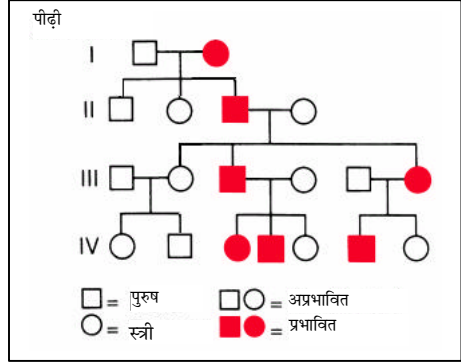 पीढ़ी
I
II
III
IV
= पुरुष
= अप्रभावित
= स्त्री
= प्रभावित